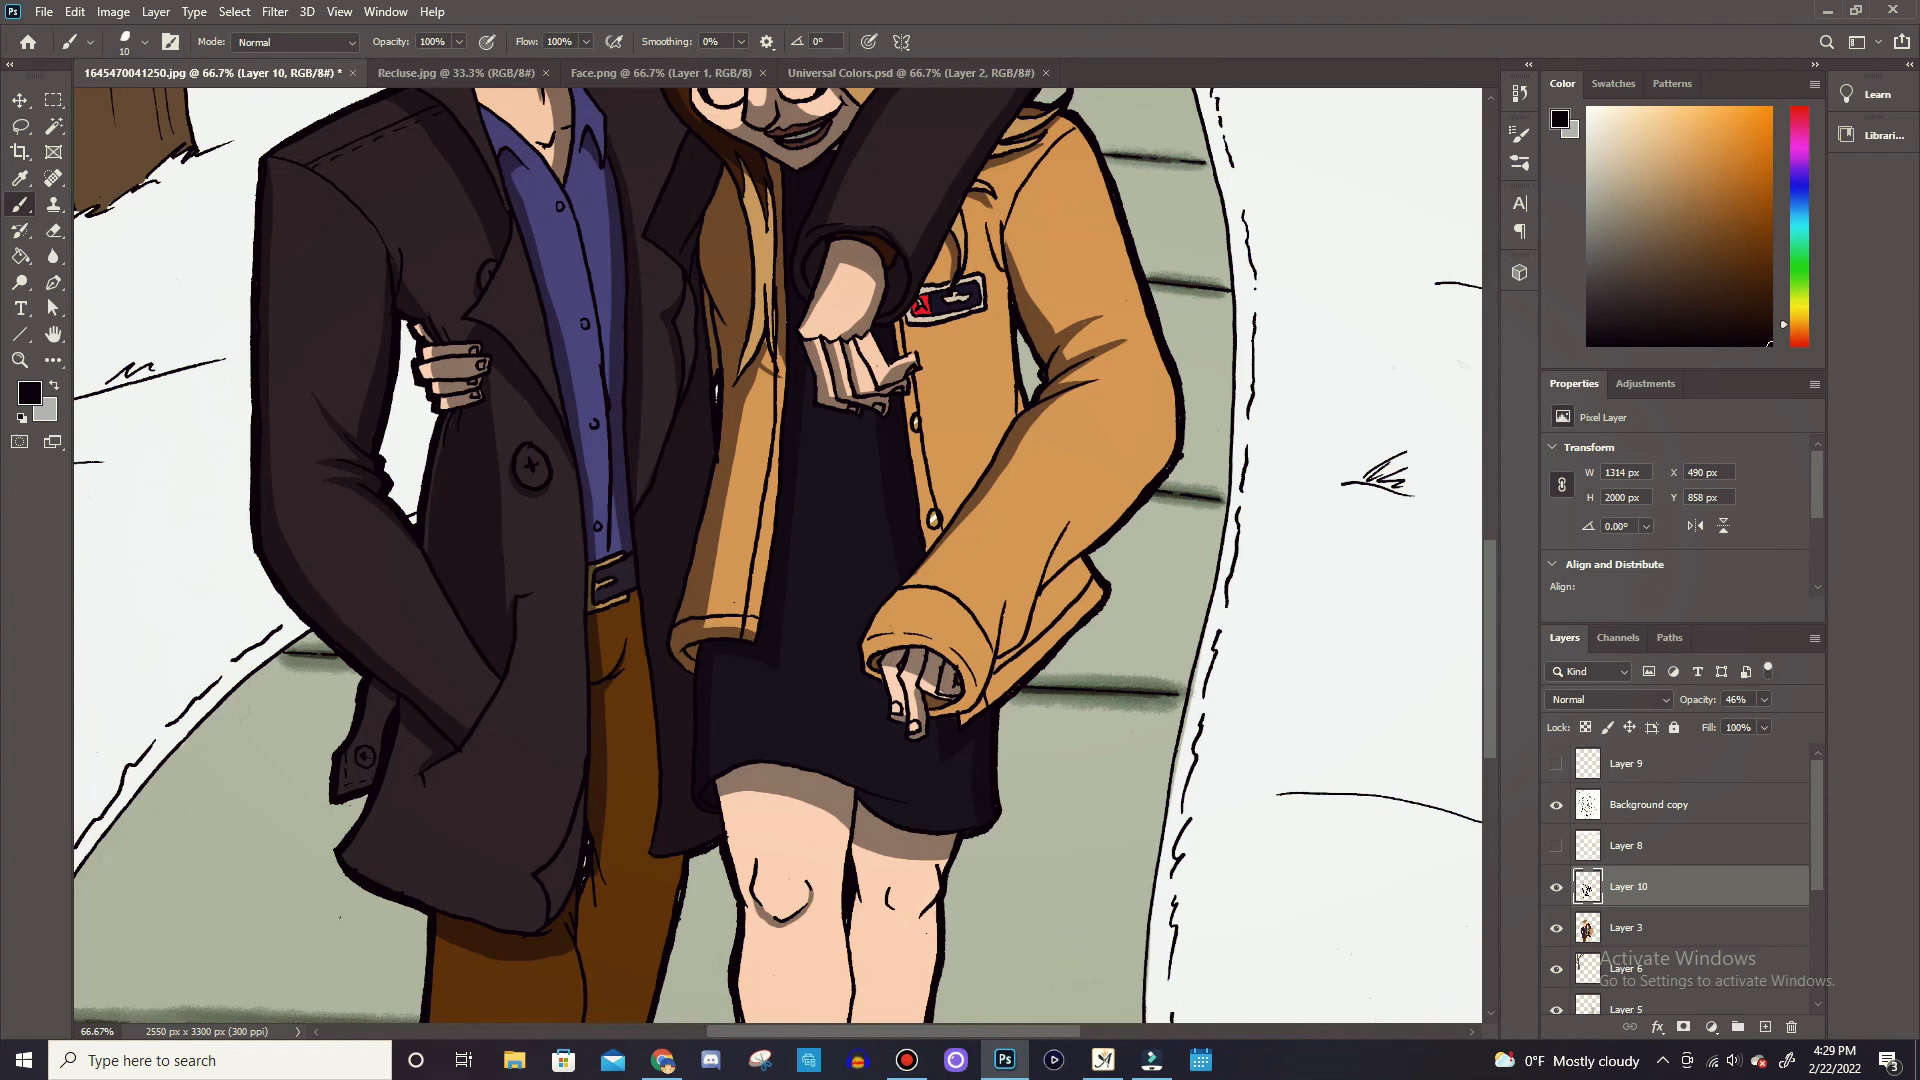 Ps File Edit Image Layer Type Select Filter 3D View Window Help
10 Mode: Normal Opacity: 100% Flow: 100% Smoothing: 0% 0°
1645470041250.jpg @ 66.7% (Layer 10, RGB/8#) * Recluse.jpg @ 33.3% (RGB/8#) Face.png @ 66.7% (Layer 1, RGB/8) Universal Colors.psd @ 66.7% (Layer 2, RGB/8#)
Color Swatches Patterns
Learn
Librari...
Properties Adjustments
Pixel Layer
Transform
W 1314 px X 490 px
H 2000 px Y 858 px
0.00°
Align and Distribute
Align:
Layers Channels Paths
Kind
Normal Opacity: 46%
Lock: Fill: 100%
Layer 9
Background copy
Layer 8
Layer 10
Layer 3
Layer 6
Layer 5
Activate Windows
Go to Settings to activate Windows.
66.67% 2550 px x 3300 px (300 ppi)
Type here to search
Ps
0°F Mostly cloudy
4:29 PM
2/22/2022
3